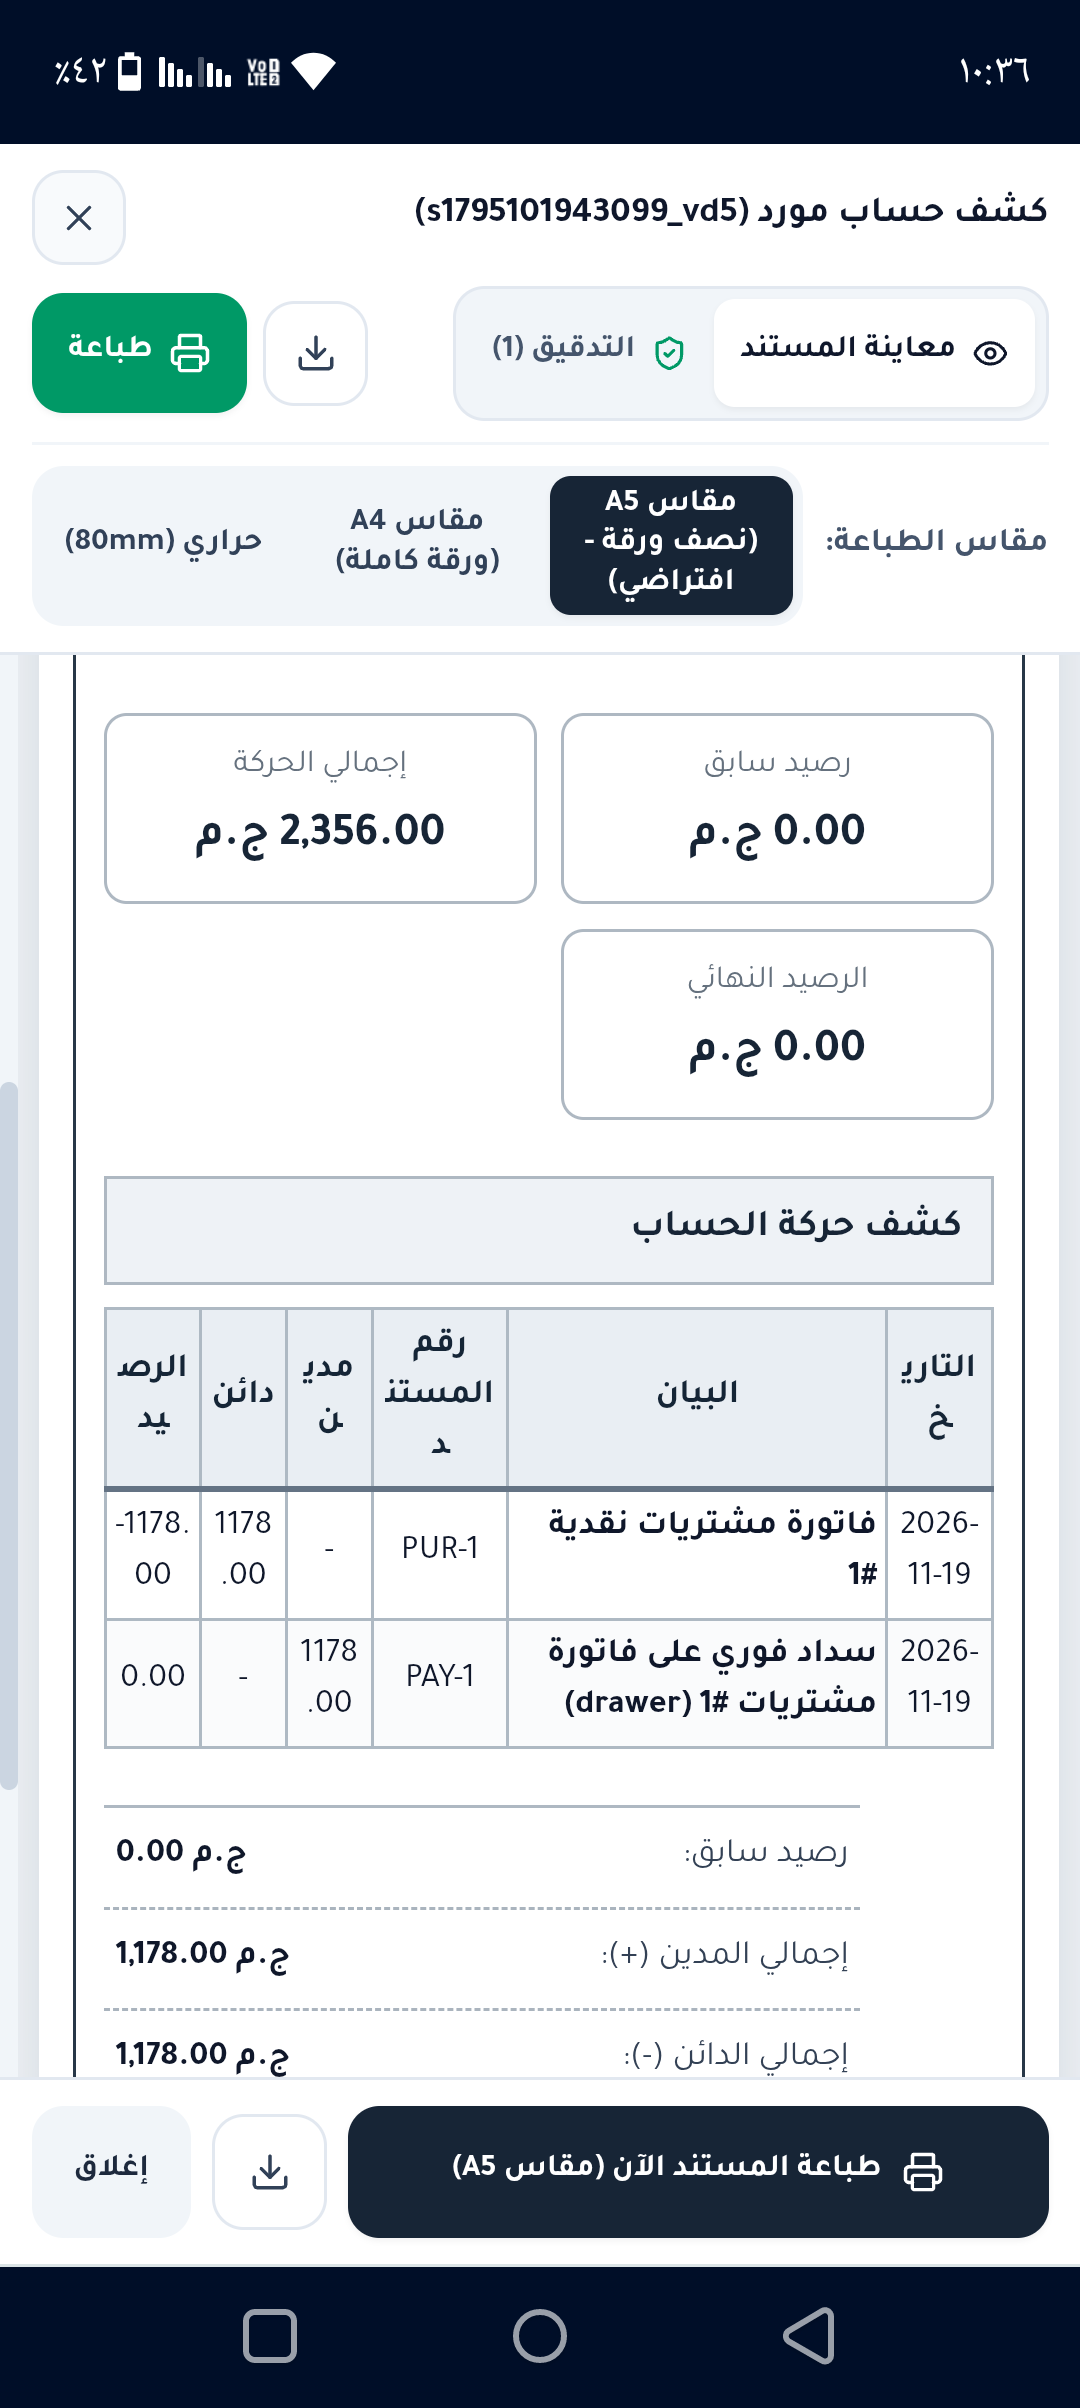 ١٠:٣٦
٪٤٢
VoD LTE 2
كشف حساب مورد (s1795101943099_vd5)
معاينة المستند
التدقيق (1)
طباعة
مقاس الطباعة:
مقاس A5
(نصف ورقة -
افتراضي)
مقاس A4
(ورقة كاملة)
حراري (80mm)
رصيد سابق
0.00 ج.م
إجمالي الحركة
2,356.00 ج.م
الرصيد النهائي
0.00 ج.م
كشف حركة الحساب
التاريخ
البيان
رقم
المستند
مدين
دائن
الرصيد
2026-
11-19
فاتورة مشتريات نقدية
#1
PUR-1
-
1178
.00
-1178.
00
2026-
11-19
سداد فوري على فاتورة
مشتريات #1 (drawer)
PAY-1
1178
.00
-
0.00
رصيد سابق:
0.00 ج.م
إجمالي المدين (+):
1,178.00 ج.م
إجمالي الدائن (-):
1,178.00 ج.م
طباعة المستند الآن (مقاس A5)
إغلاق